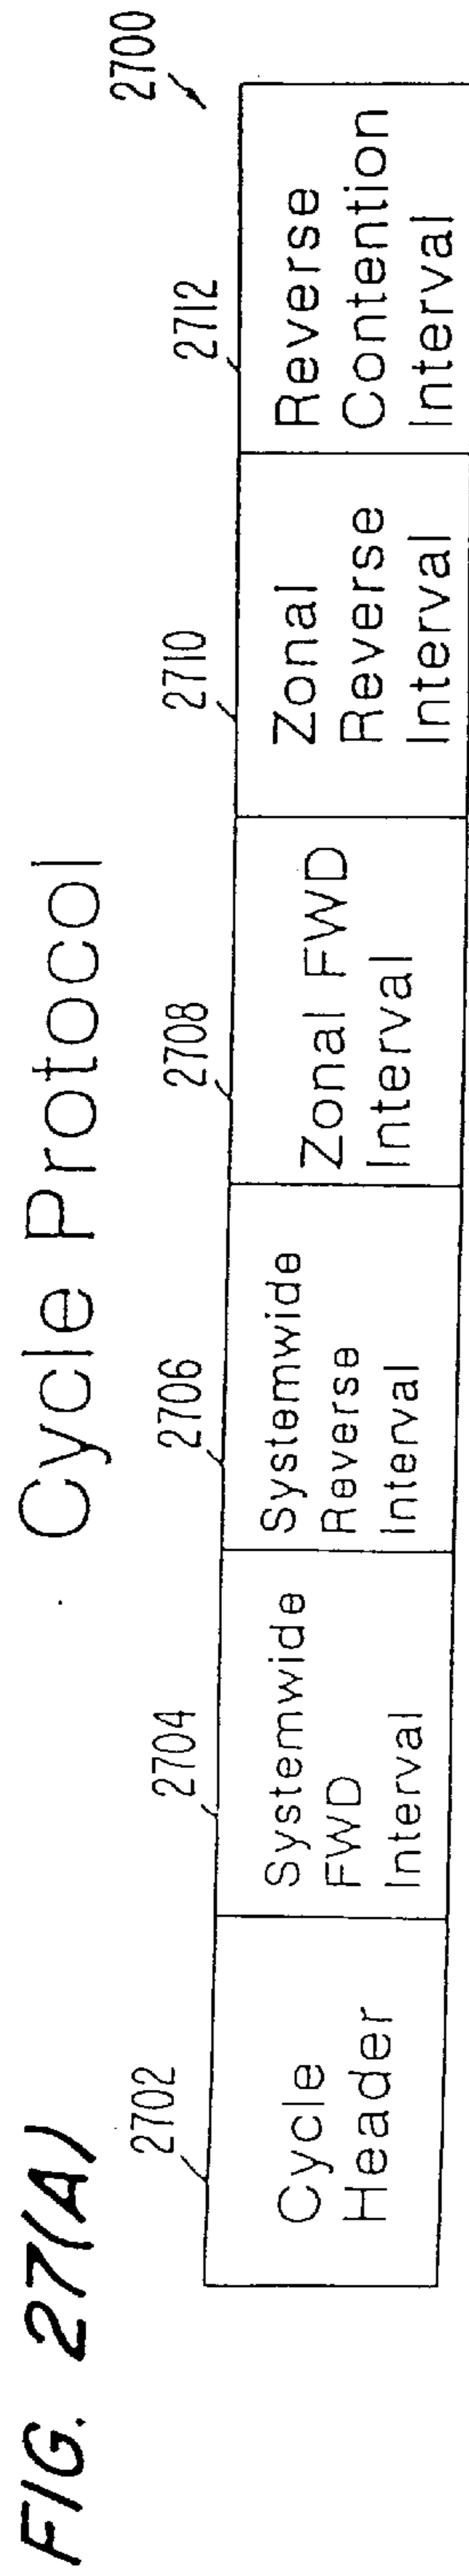 FIG. 27(A)
Cycle Protocol
2700
2702
Cycle
Header
2704
Systemwide
FWD
Interval
2706
Systemwide
Reverse
Interval
2708
Zonal FWD
Interval
2710
Zonal
Reverse
Interval
2712
Reverse
Contention
Interval